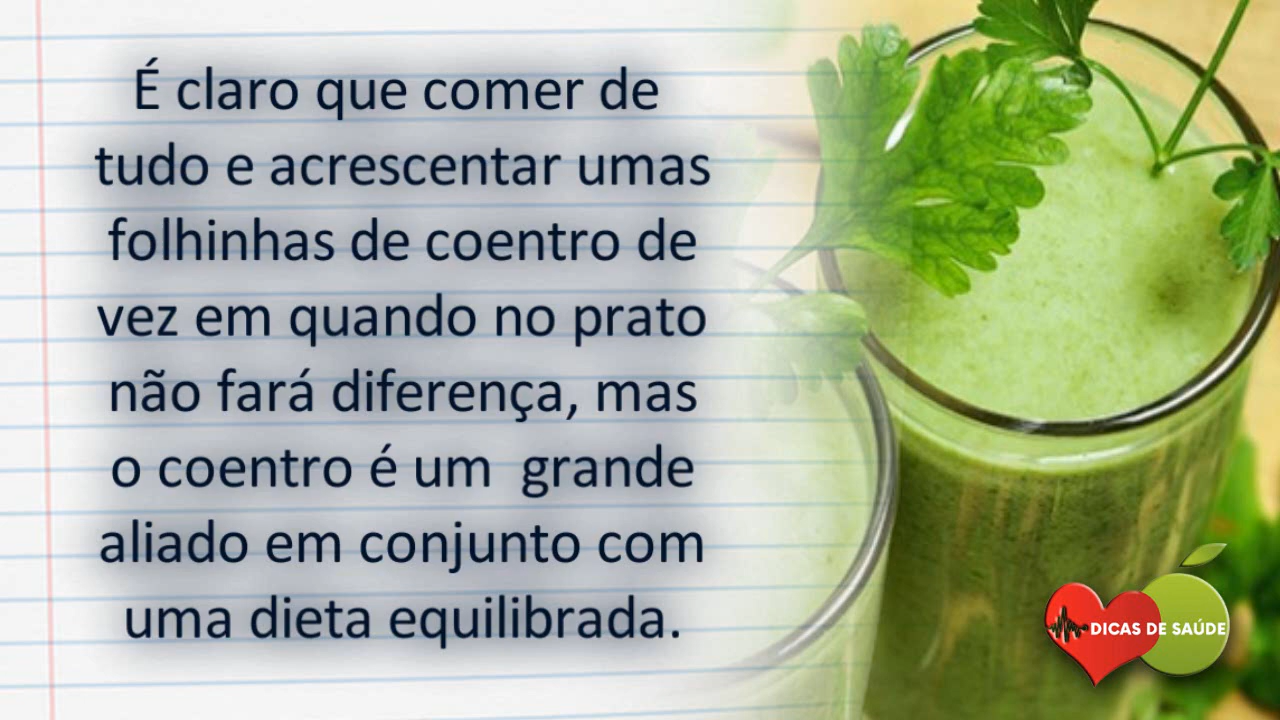 É claro que comer de
tudo e acrescentar umas
folhinhas de coentro de
vez em quando no prato
não fará diferença, mas
o coentro é um  grande
aliado em conjunto com
uma dieta equilibrada.
DICAS DE SAÚDE